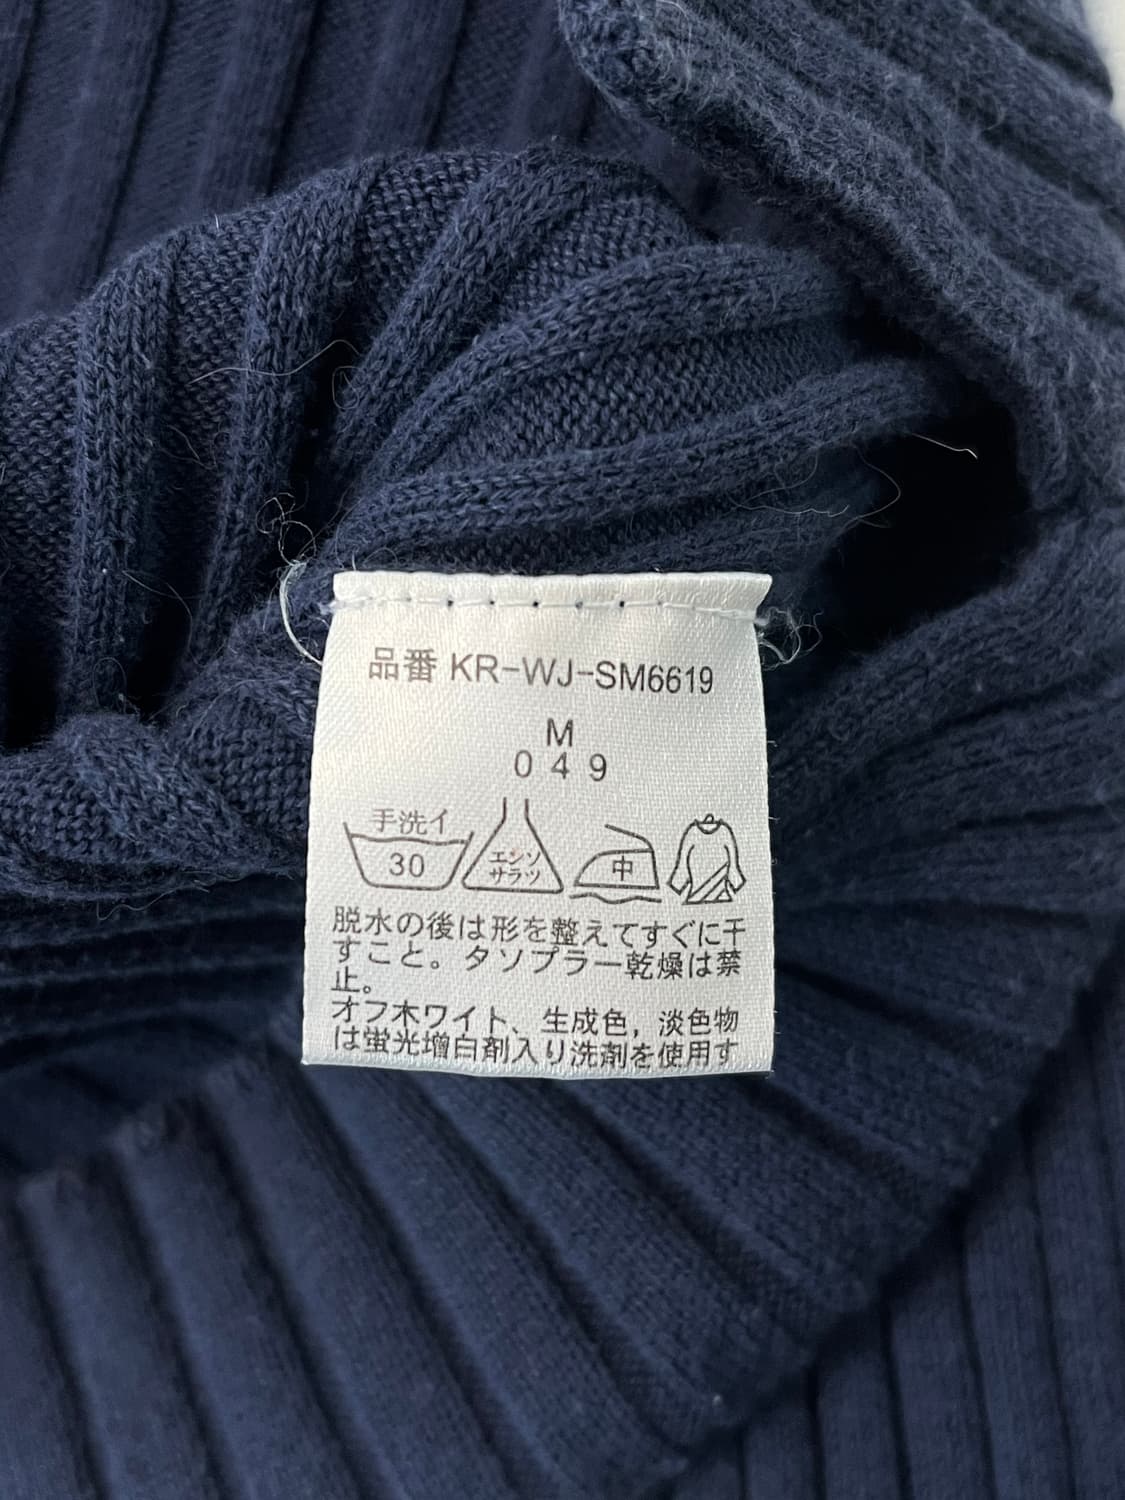 品番 KR-WJ-SM6619
M
0 4 9
手洗イ
30
エンソ
サラツ
中
脱水の後は形を整えてすぐに干
すこと。タソプラー乾燥は禁
止。
オフ木ワイト、生成色，淡色物
は蛍光増白剤入り洗剤を使用す